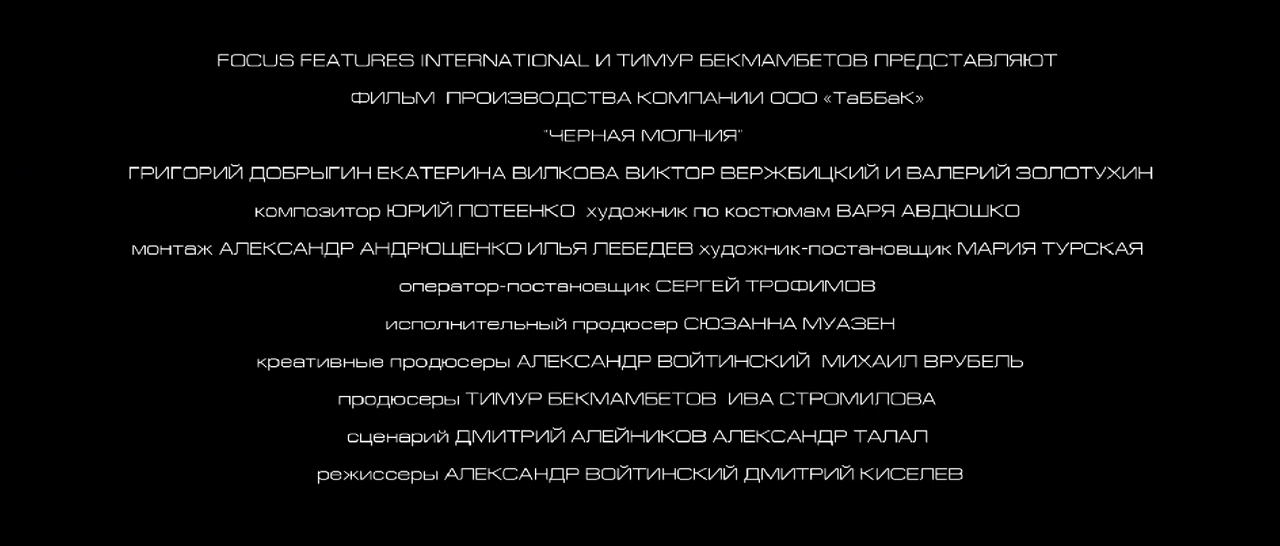 FOCUS FEATURES INTERNATIONAL И ТИМУР БЕКМАМБЕТОВ ПРЕДСТАВЛЯЮТ
ФИЛЬМ ПРОИЗВОДСТВА КОМПАНИИ ООО «ТаББаК»
"ЧЕРНАЯ МОЛНИЯ"
ГРИГОРИЙ ДОБРЫГИН ЕКАТЕРИНА ВИЛКОВА ВИКТОР ВЕРЖБИЦКИЙ И ВАЛЕРИЙ ЗОЛОТУХИН
композитор ЮРИЙ ПОТЕЕНКО художник по костюмам ВАРЯ АВДЮШКО
монтаж АЛЕКСАНДР АНДРЮЩЕНКО ИЛЬЯ ЛЕБЕДЕВ художник-постановщик МАРИЯ ТУРСКАЯ
оператор-постановщик СЕРГЕЙ ТРОФИМОВ
исполнительный продюсер СЮЗАННА МУАЗЕН
креативные продюсеры АЛЕКСАНДР ВОЙТИНСКИЙ МИХАИЛ ВРУБЕЛЬ
продюсеры ТИМУР БЕКМАМБЕТОВ ИВА СТРОМИЛОВА
сценарий ДМИТРИЙ АЛЕЙНИКОВ АЛЕКСАНДР ТАЛАЛ
режиссеры АЛЕКСАНДР ВОЙТИНСКИЙ ДМИТРИЙ КИСЕЛЕВ